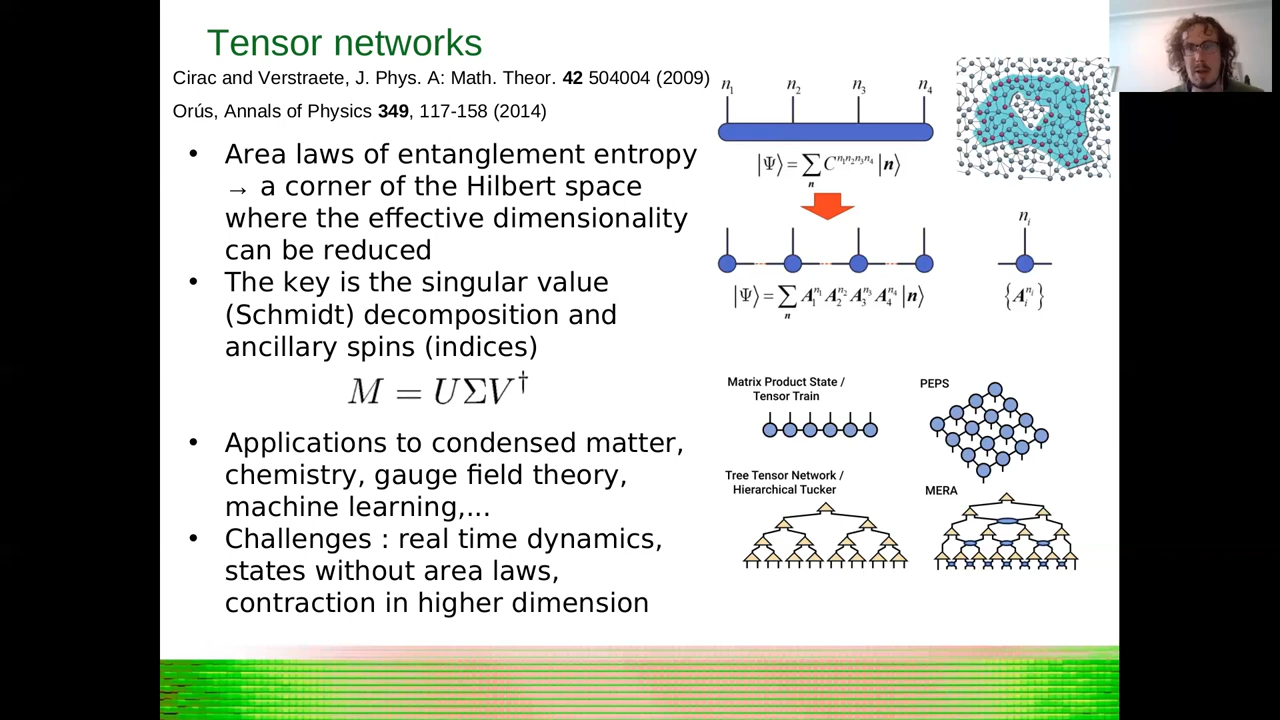 Tensor networks
Cirac and Verstraete, J. Phys. A: Math. Theor. 42 504004 (2009)
Orús, Annals of Physics 349, 117-158 (2014)
• Area laws of entanglement entropy
→ a corner of the Hilbert space
where the effective dimensionality
can be reduced
• The key is the singular value
(Schmidt) decomposition and
ancillary spins (indices)
M = UΣV†
• Applications to condensed matter,
chemistry, gauge field theory,
machine learning,...
• Challenges : real time dynamics,
states without area laws,
contraction in higher dimension
n₁ n₂ n₃ n₄
|Ψ⟩ = ∑ₙ C^{n₁n₂n₃n₄} |n⟩
nᵢ
|Ψ⟩ = ∑ₙ A₁^{n₁} A₂^{n₂} A₃^{n₃} A₄^{n₄} |n⟩
{Aᵢ^{nᵢ}}
Matrix Product State /
Tensor Train
PEPS
Tree Tensor Network /
Hierarchical Tucker
MERA